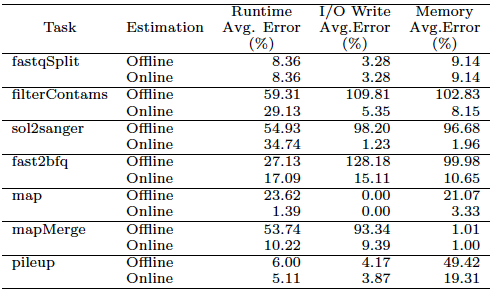 Runtime I/O Write Memory
Task Estimation Avg. Error Avg.Error Avg.Error
(%) (%) (%)
fastqSplit Offline 8.36 3.28 9.14
Online 8.36 3.28 9.14
filterContams Offline 59.31 109.81 102.83
Online 29.13 5.35 8.15
sol2sanger Offline 54.93 98.20 96.68
Online 34.74 1.23 1.96
fast2bfq Offline 27.13 128.18 99.98
Online 17.09 15.11 10.65
map Offline 23.62 0.00 21.07
Online 1.39 0.00 3.33
mapMerge Offline 53.74 93.34 1.01
Online 10.22 9.39 1.00
pileup Offline 6.00 4.17 49.42
Online 5.11 3.87 19.31